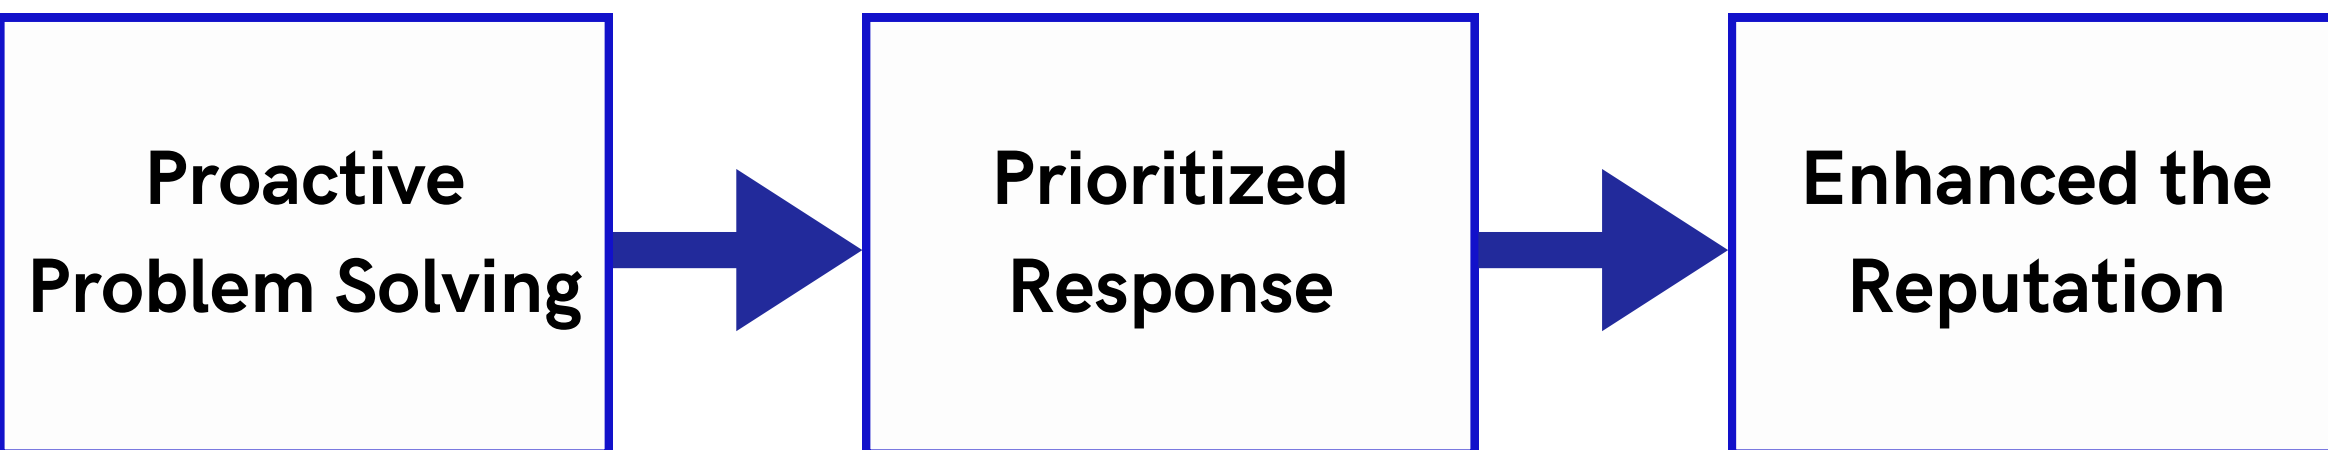 Proactive
Problem Solving
Prioritized
Response
Enhanced the
Reputation